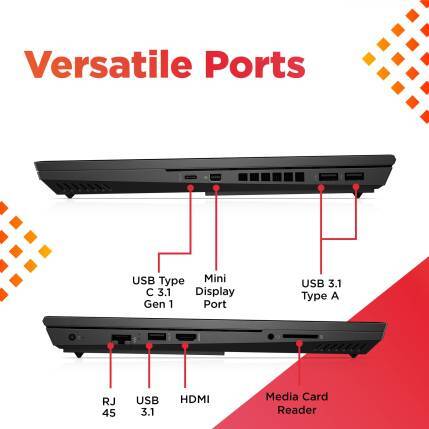 Versatile Ports
USB Type
C 3.1
Gen 1
Mini
Display
Port
USB 3.1
Type A
RJ
45
USB
3.1
HDMI
Media Card
Reader